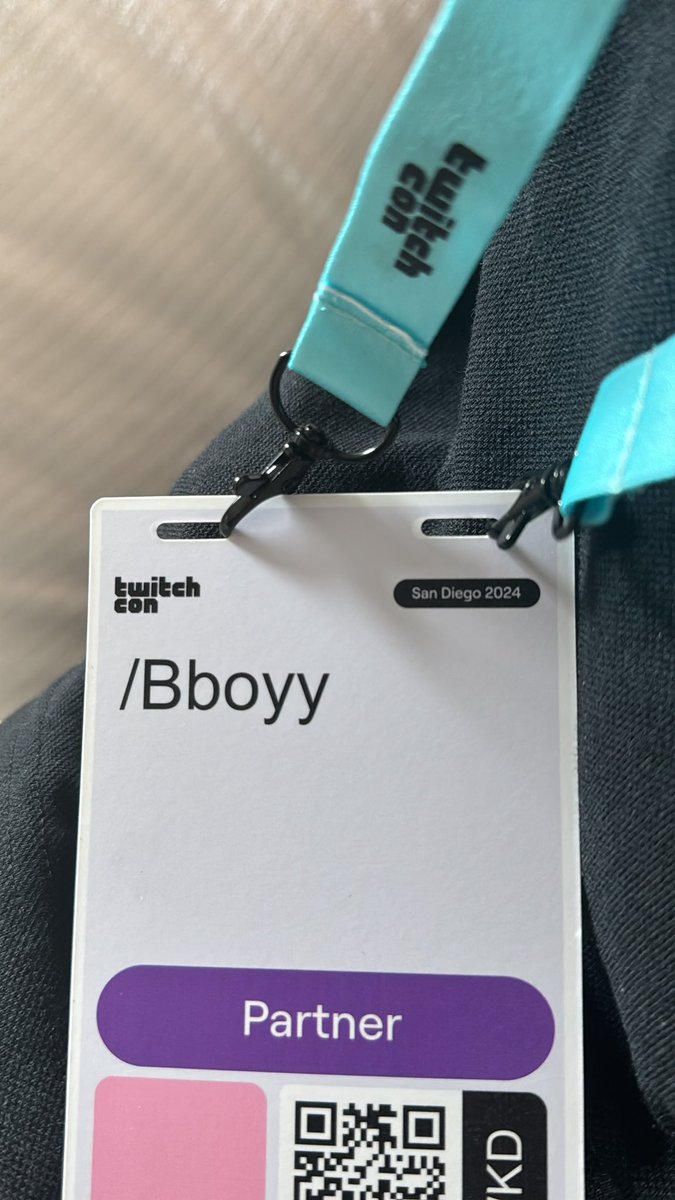 twitch
con
twitch
con
San Diego 2024
/Bboyy
Partner